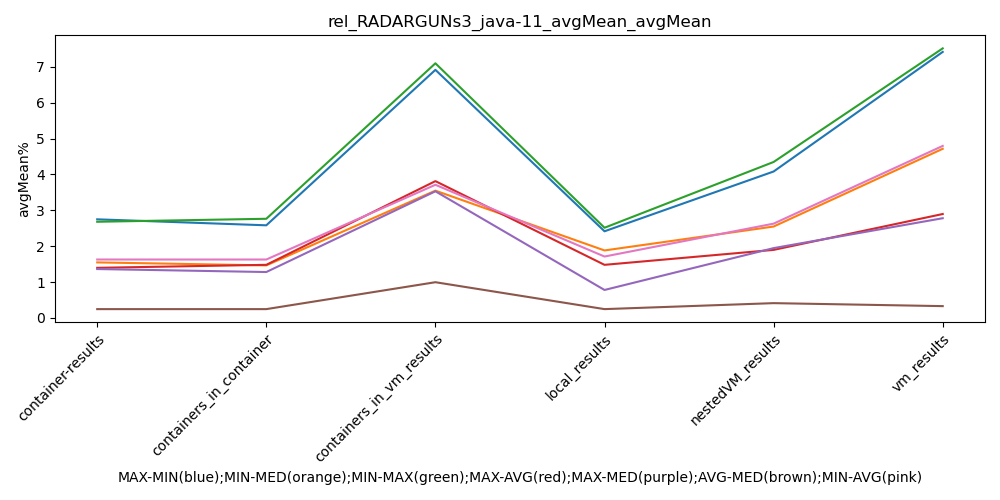 rel_RADARGUNs3_java-11_avgMean_avgMean
avgMean%
7
6
5
4
3
2
1
0
container-results
containers_in_container
containers_in_vm_results
local_results
nestedVM_results
vm_results
MAX-MIN(blue);MIN-MED(orange);MIN-MAX(green);MAX-AVG(red);MAX-MED(purple);AVG-MED(brown);MIN-AVG(pink)